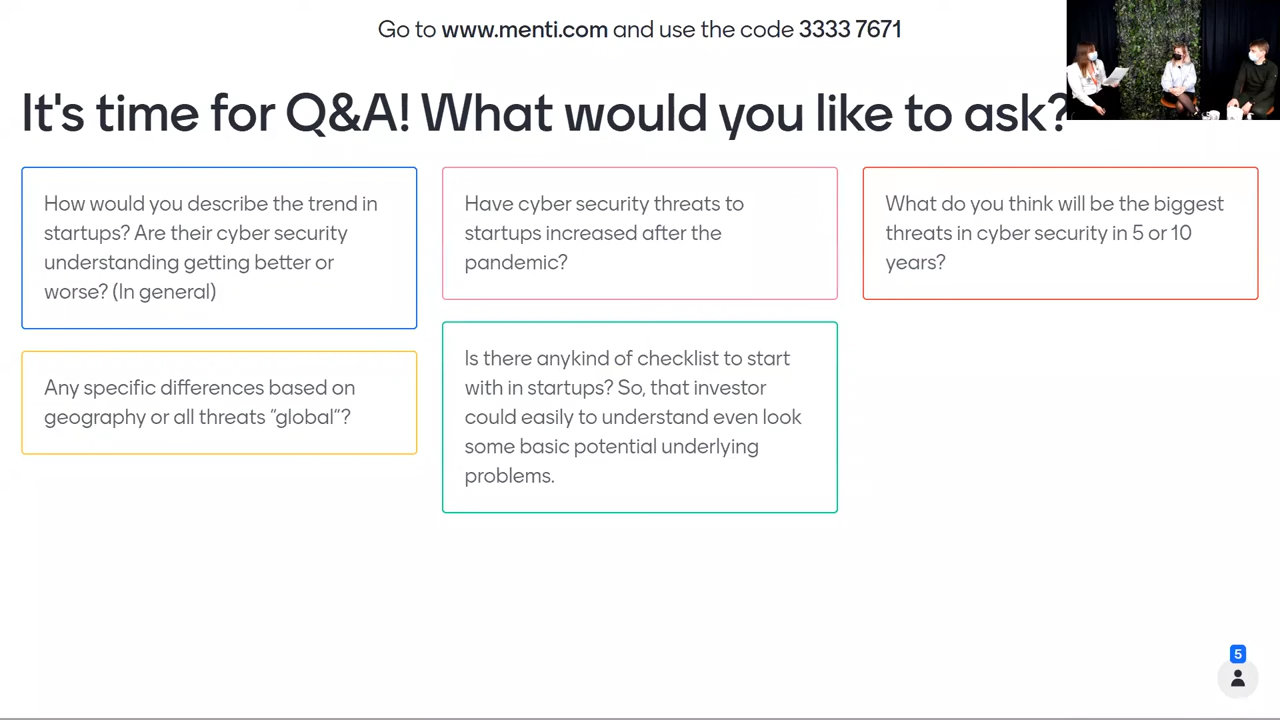 Go to www.menti.com and use the code 3333 7671
It's time for Q&A! What would you like to ask?
How would you describe the trend in
startups? Are their cyber security
understanding getting better or
worse? (In general)
Any specific differences based on
geography or all threats “global”?
Have cyber security threats to
startups increased after the
pandemic?
Is there anykind of checklist to start
with in startups? So, that investor
could easily to understand even look
some basic potential underlying
problems.
What do you think will be the biggest
threats in cyber security in 5 or 10
years?
5